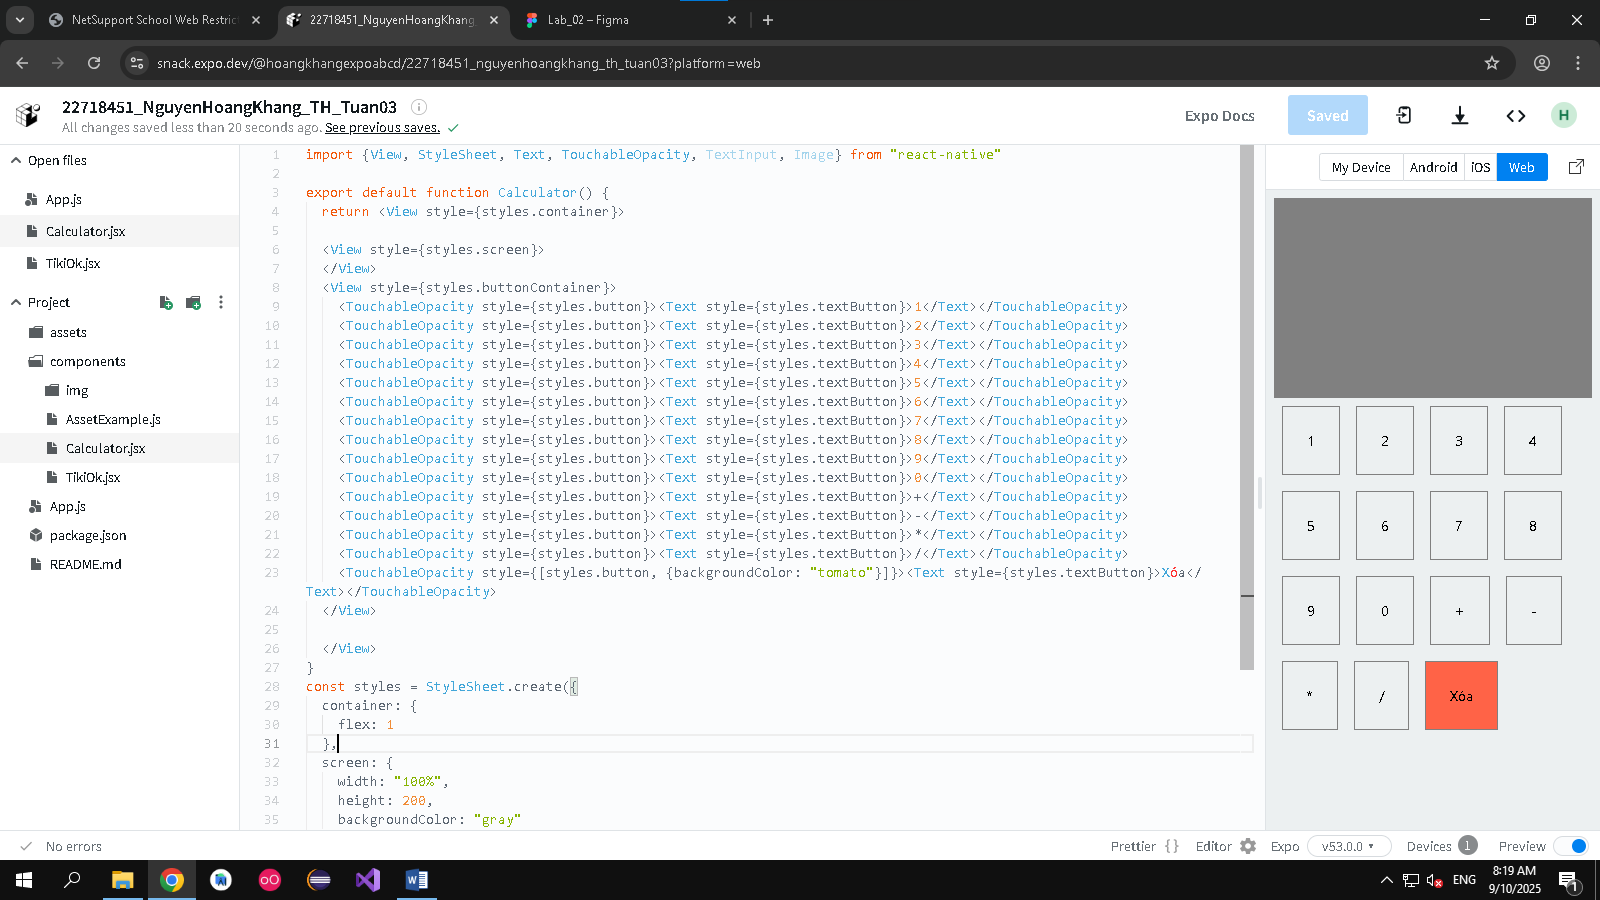 NetSupport School Web Restric
22718451_NguyenHoangKhang
Lab_02 – Figma
snack.expo.dev/@hoangkhangexpoabcd/22718451_nguyenhoangkhang_th_tuan03?platform=web
22718451_NguyenHoangKhang_TH_Tuan03
All changes saved less than 20 seconds ago. See previous saves.
Expo Docs
Saved
H
Open files
App.js
Calculator.jsx
TikiOk.jsx
Project
assets
components
img
AssetExample.js
Calculator.jsx
TikiOk.jsx
App.js
package.json
README.md
1 import {View, StyleSheet, Text, TouchableOpacity, TextInput, Image} from "react-native"
2
3 export default function Calculator() {
4 return <View style={styles.container}>
5
6 <View style={styles.screen}>
7 </View>
8 <View style={styles.buttonContainer}>
9 <TouchableOpacity style={styles.button}><Text style={styles.textButton}>1</Text></TouchableOpacity>
10 <TouchableOpacity style={styles.button}><Text style={styles.textButton}>2</Text></TouchableOpacity>
11 <TouchableOpacity style={styles.button}><Text style={styles.textButton}>3</Text></TouchableOpacity>
12 <TouchableOpacity style={styles.button}><Text style={styles.textButton}>4</Text></TouchableOpacity>
13 <TouchableOpacity style={styles.button}><Text style={styles.textButton}>5</Text></TouchableOpacity>
14 <TouchableOpacity style={styles.button}><Text style={styles.textButton}>6</Text></TouchableOpacity>
15 <TouchableOpacity style={styles.button}><Text style={styles.textButton}>7</Text></TouchableOpacity>
16 <TouchableOpacity style={styles.button}><Text style={styles.textButton}>8</Text></TouchableOpacity>
17 <TouchableOpacity style={styles.button}><Text style={styles.textButton}>9</Text></TouchableOpacity>
18 <TouchableOpacity style={styles.button}><Text style={styles.textButton}>0</Text></TouchableOpacity>
19 <TouchableOpacity style={styles.button}><Text style={styles.textButton}>+</Text></TouchableOpacity>
20 <TouchableOpacity style={styles.button}><Text style={styles.textButton}>-</Text></TouchableOpacity>
21 <TouchableOpacity style={styles.button}><Text style={styles.textButton}>*</Text></TouchableOpacity>
22 <TouchableOpacity style={styles.button}><Text style={styles.textButton}>/</Text></TouchableOpacity>
23 <TouchableOpacity style={[styles.button, {backgroundColor: "tomato"}]}><Text style={styles.textButton}>Xóa</
Text></TouchableOpacity>
24 </View>
25
26 </View>
27 }
28 const styles = StyleSheet.create({
29 container: {
30 flex: 1
31 },
32 screen: {
33 width: "100%",
34 height: 200,
35 backgroundColor: "gray"
My Device Android iOS Web
1 2 3 4
5 6 7 8
9 0 + -
* / Xóa
No errors
Prettier {} Editor Expo v53.0.0 Devices 1 Preview
ENG
8:19 AM
9/10/2025
1